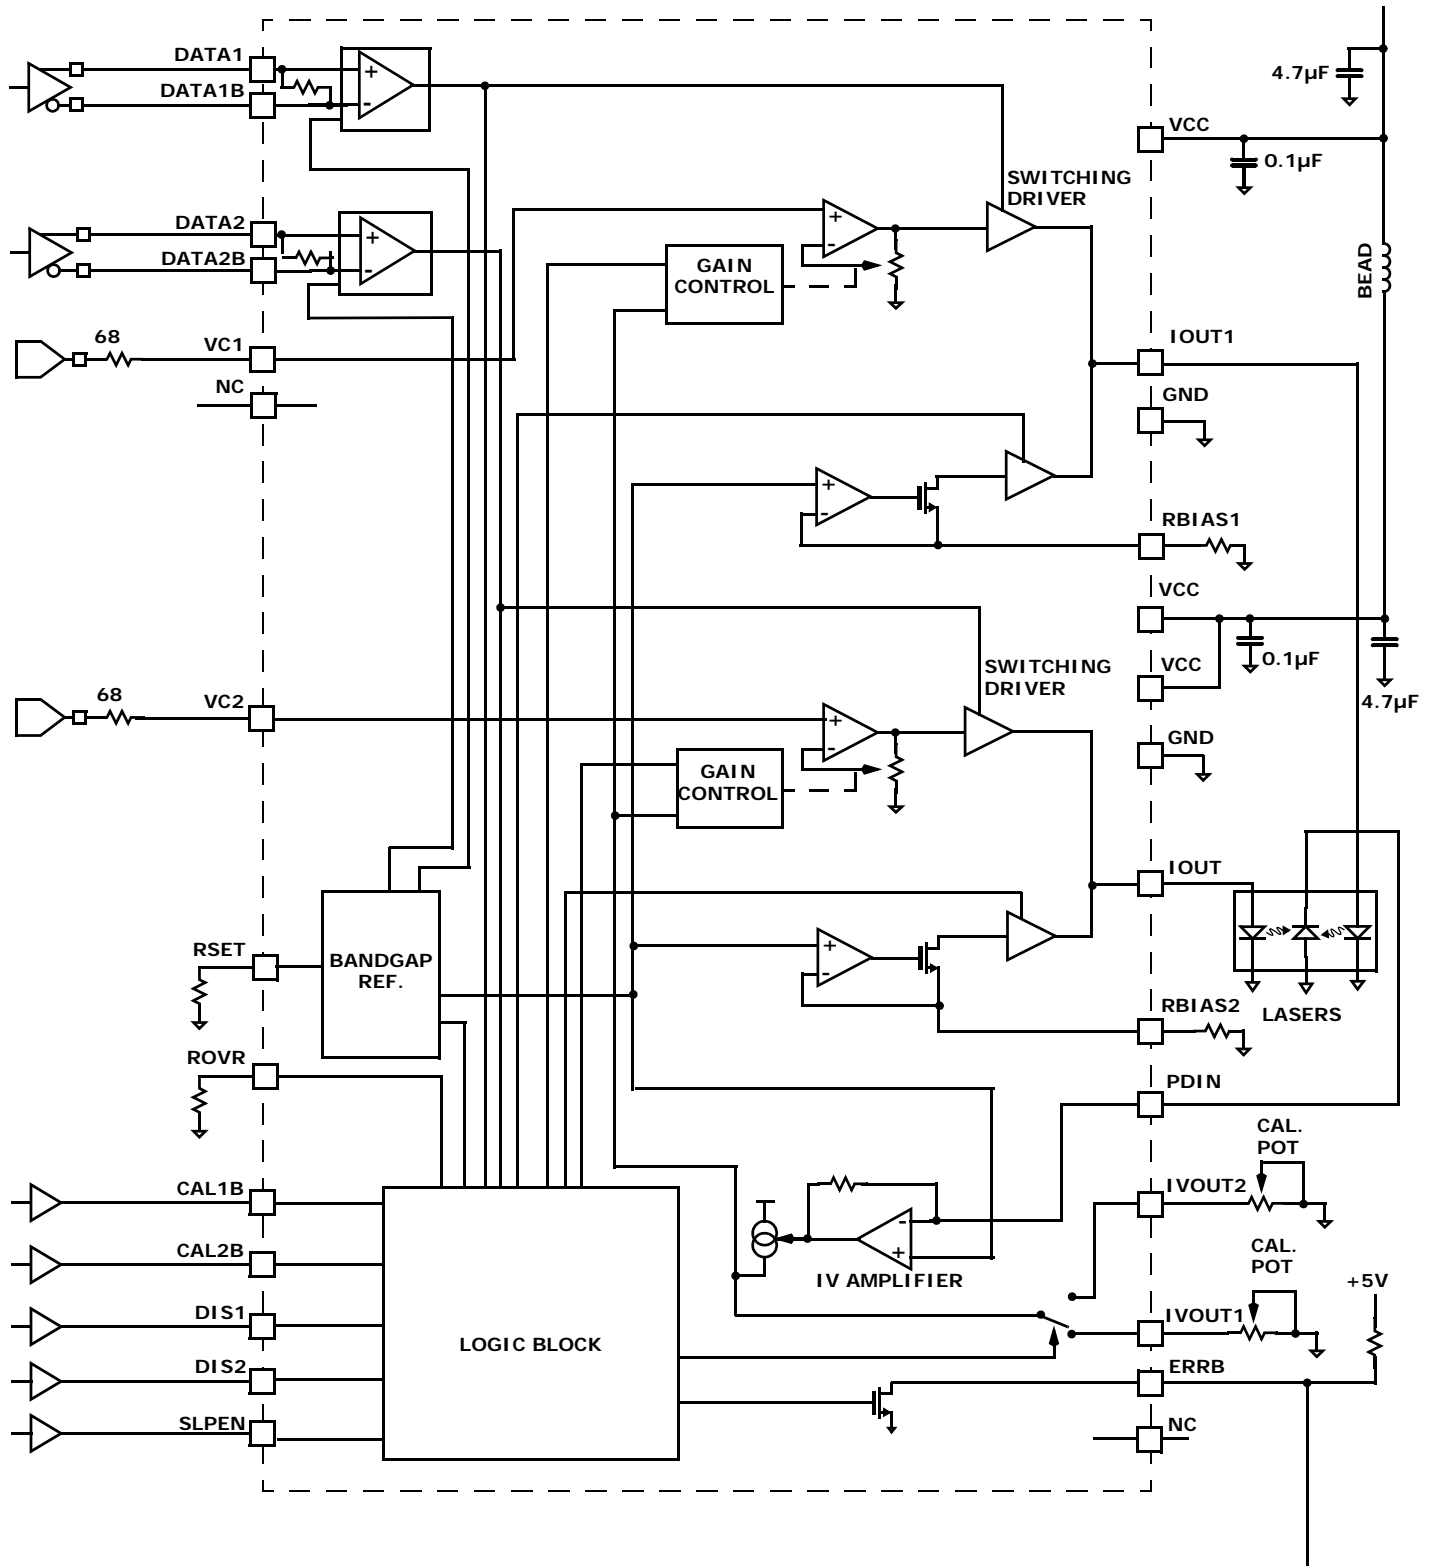 DATA1
4.7µF
DATA1B
VCC
0.1µF
SWITCHING
DRIVER
DATA2
DATA2B
GAIN
CONTROL
BEAD
68
VC1
IOUT1
NC
GND
RBIAS1
VCC
0.1µF
SWITCHING
DRIVER
VCC
4.7µF
68
VC2
GND
GAIN
CONTROL
IOUT
RSET
BANDGAP
REF.
RBIAS2
LASERS
ROVR
PDIN
CAL.
POT
CAL1B
IVOUT2
CAL2B
CAL.
POT
IV AMPLIFIER
+5V
DIS1
IVOUT1
LOGIC BLOCK
DIS2
ERRB
SLPEN
NC